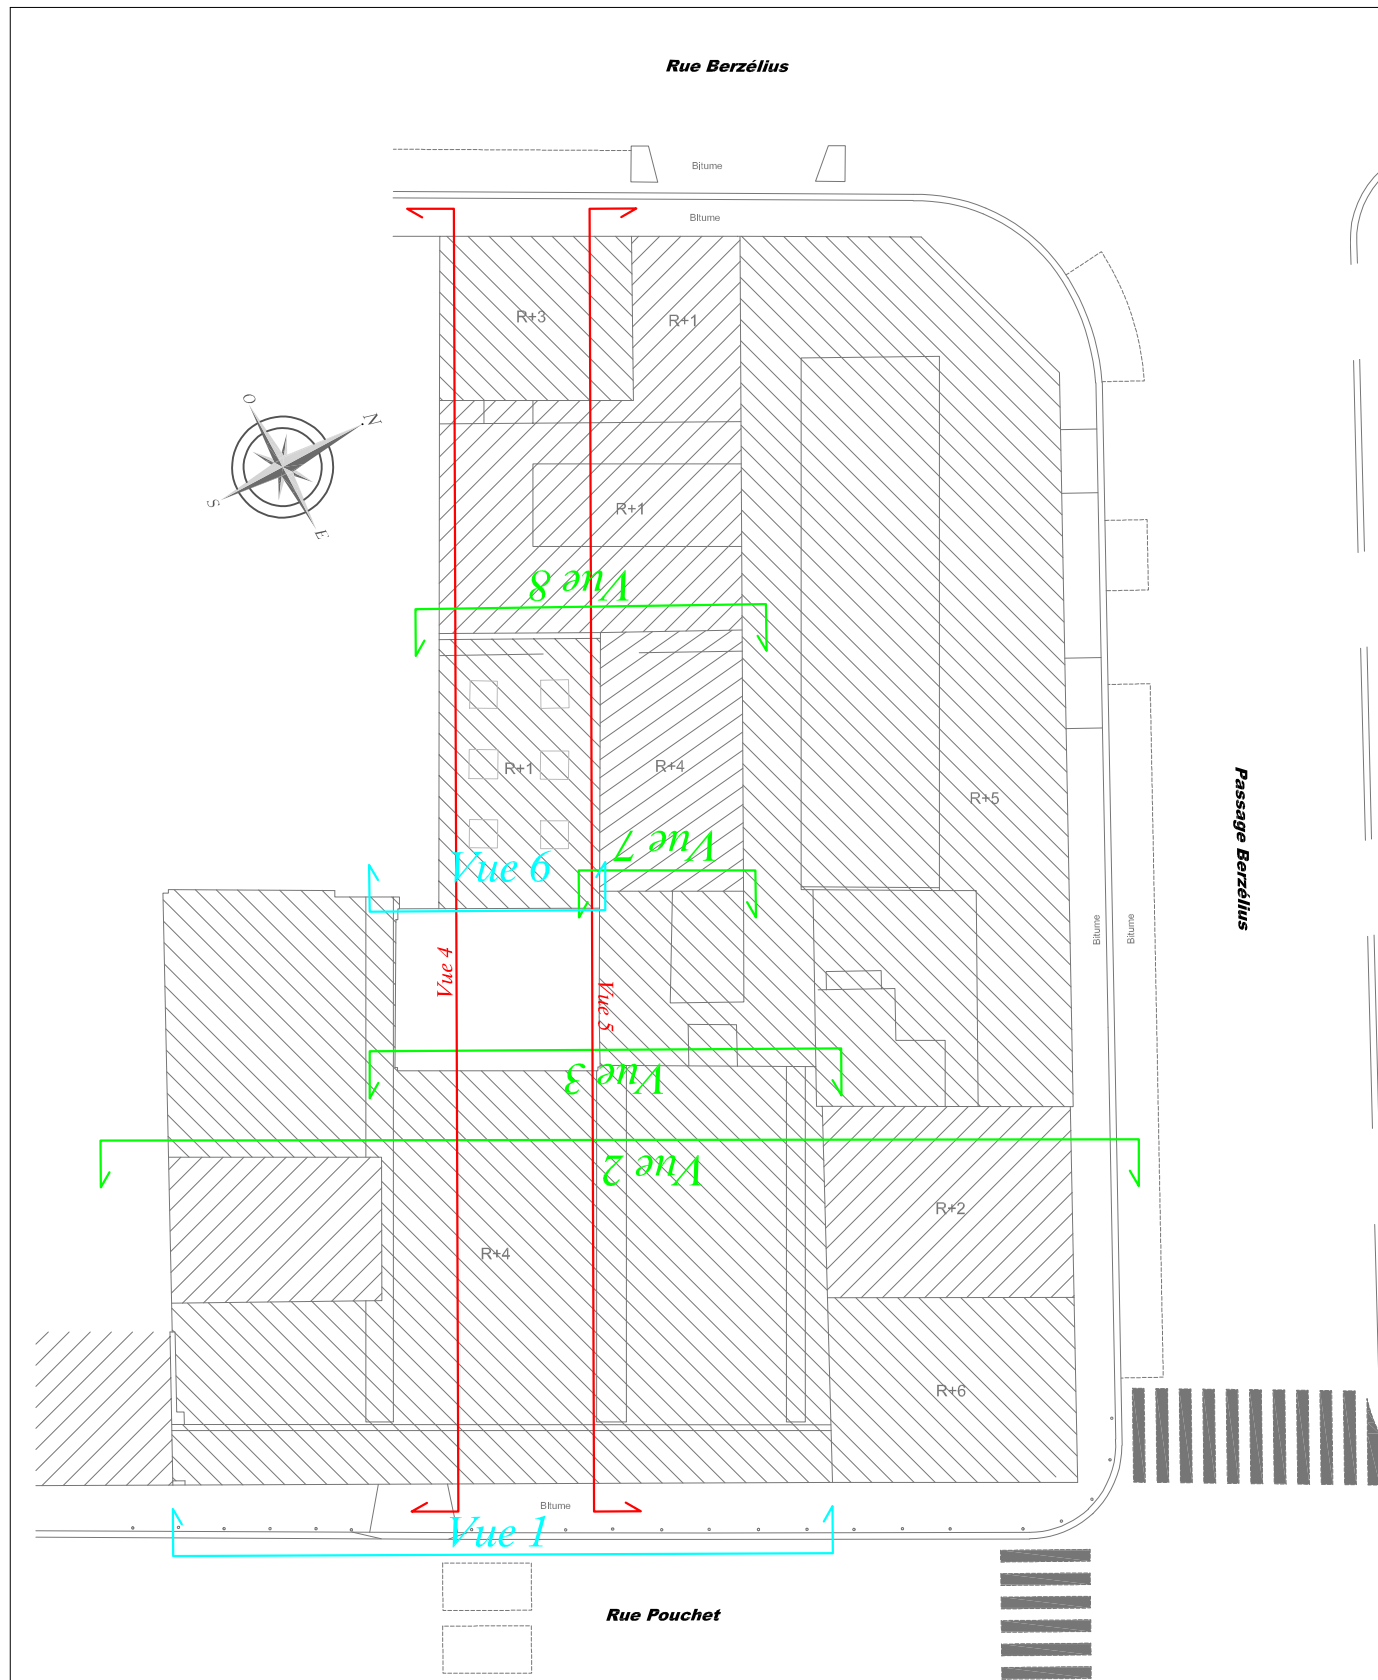 Rue Berzélius
Bitume
Bitume
R+3
R+1
O
N
S
E
R+1
Vue 8
R+1
R+4
R+5
Vue 7
Vue 6
Passage Berzélius
Bitume
Bitume
Vue 4
Vue 5
Vue 3
Vue 2
R+2
R+4
R+6
Bitume
Vue 1
Rue Pouchet